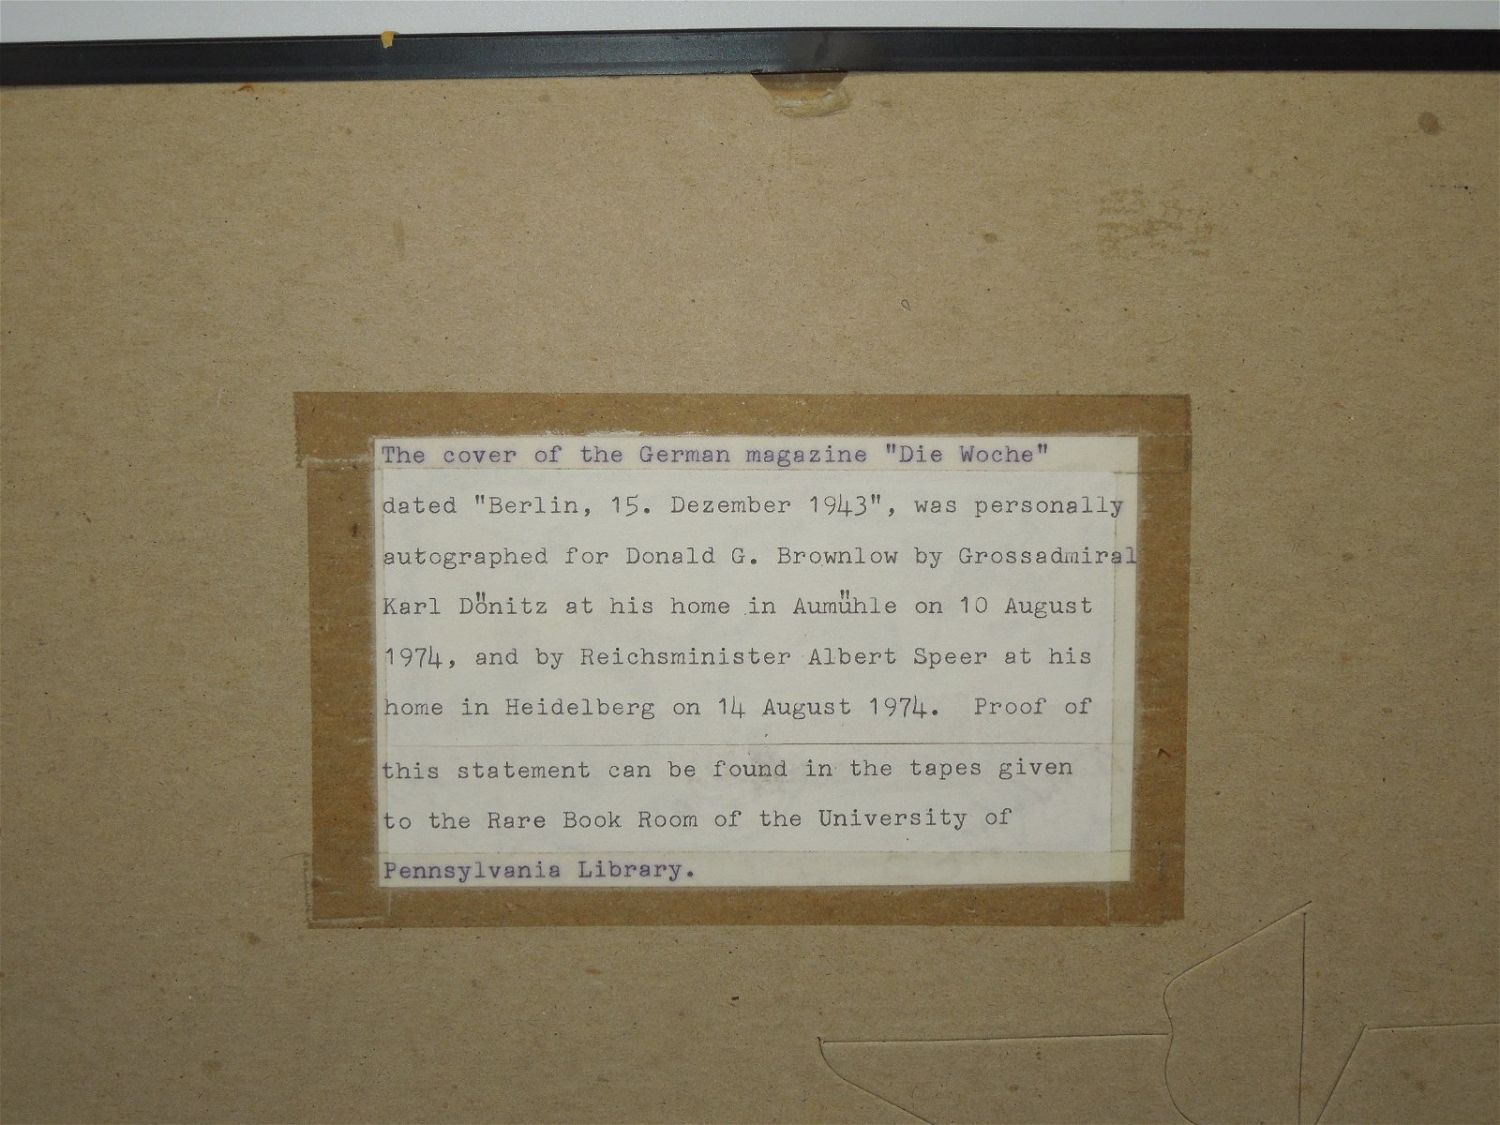 The cover of the German magazine "Die Woche"
dated "Berlin, 15. Dezember 1943", was personally
autographed for Donald G. Brownlow by Grossadmiral
Karl Dönitz at his home in Aumühle on 10 August
1974, and by Reichsminister Albert Speer at his
home in Heidelberg on 14 August 1974.  Proof of
this statement can be found in the tapes given
to the Rare Book Room of the University of
Pennsylvania Library.